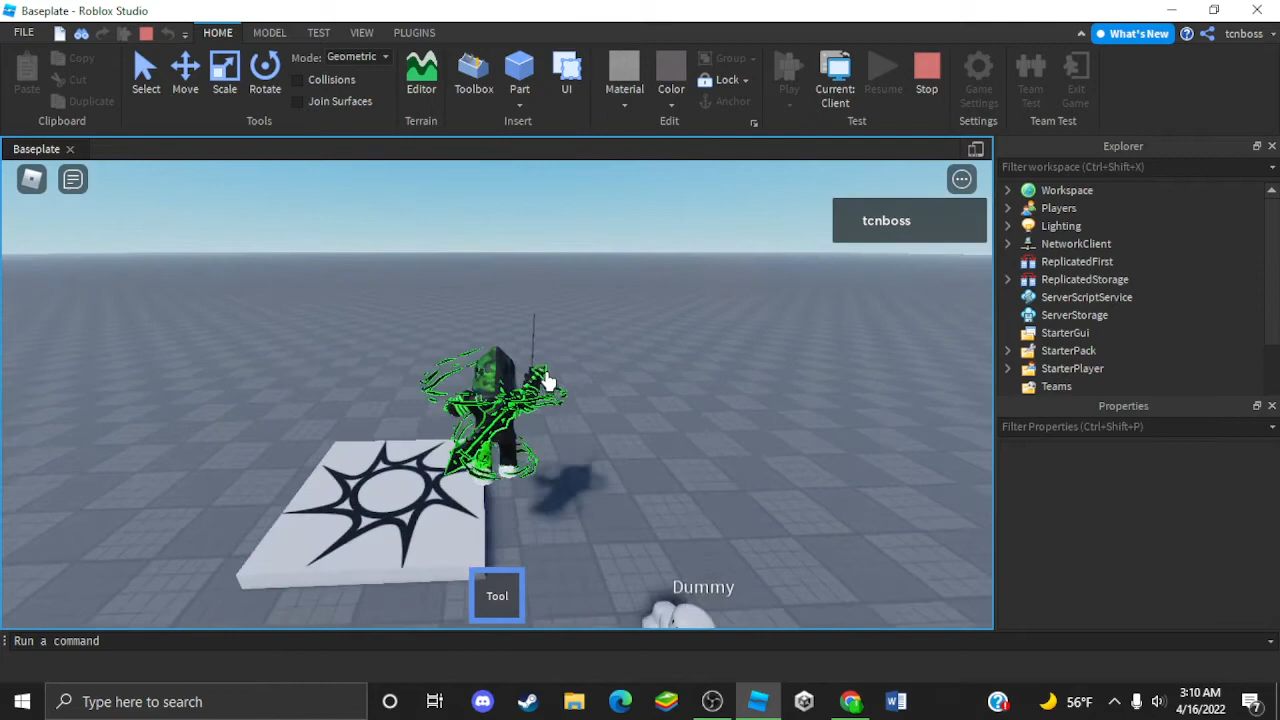 Baseplate - Roblox Studio
FILE HOME MODEL TEST VIEW PLUGINS What's New tcnboss
Paste Copy Cut Duplicate Clipboard
Select Move Scale Rotate Mode: Geometric Collisions Join Surfaces Tools
Editor Terrain
Toolbox Part UI Insert
Material Color Group Lock Anchor Edit
Play Current: Client Resume Stop Test
Game Settings Settings
Team Test Exit Game Team Test
Baseplate
tcnboss
Dummy
Tool
Explorer
Filter workspace (Ctrl+Shift+X)
Workspace
Players
Lighting
NetworkClient
ReplicatedFirst
ReplicatedStorage
ServerScriptService
ServerStorage
StarterGui
StarterPack
StarterPlayer
Teams
Properties
Filter Properties (Ctrl+Shift+P)
Run a command
Type here to search
56°F
3:10 AM
4/16/2022
7